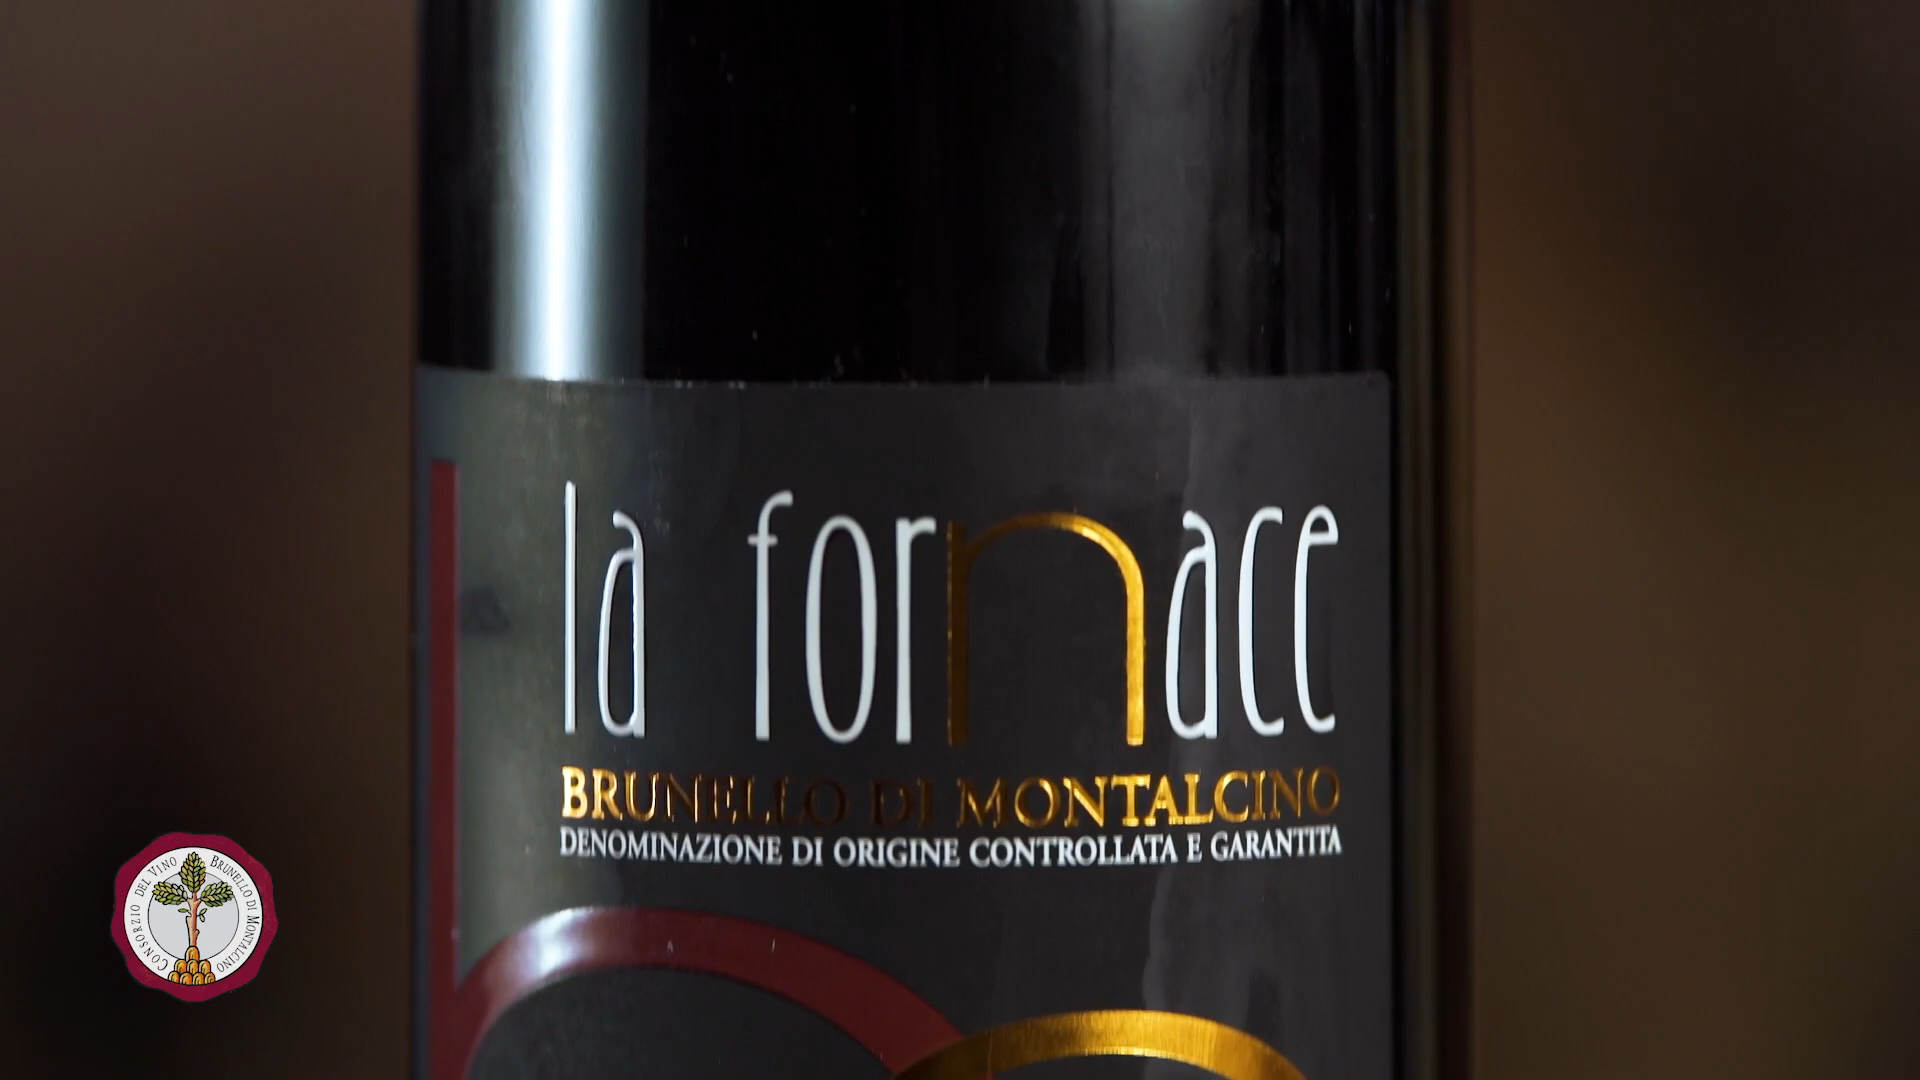 la fornace
BRUNELLO DI MONTALCINO
DENOMINAZIONE DI ORIGINE CONTROLLATA E GARANTITA
CONSORZIO DEL VINO BRUNELLO DI MONTALCINO